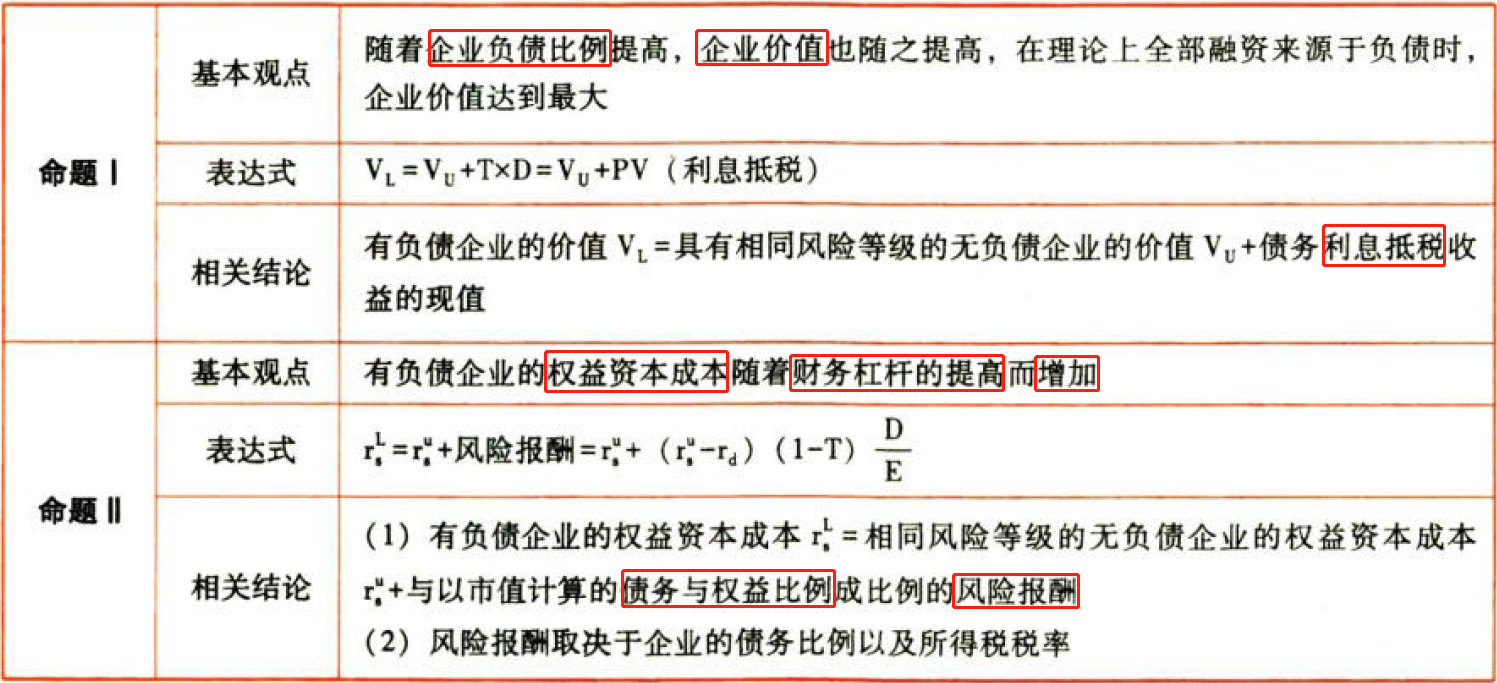 命题Ⅰ
基本观点
随着企业负债比例提高，企业价值也随之提高，在理论上全部融资来源于负债时，
企业价值达到最大
表达式
V_L=V_U+T×D=V_U+PV（利息抵税）
相关结论
有负债企业的价值 V_L=具有相同风险等级的无负债企业的价值 V_U+债务利息抵税收
益的现值
命题Ⅱ
基本观点
有负债企业的权益资本成本随着财务杠杆的提高而增加
表达式
r_s^L=r_s^u+风险报酬=r_s^u+（r_s^u-r_d）（1-T）D/E
相关结论
（1）有负债企业的权益资本成本 r_s^L=相同风险等级的无负债企业的权益资本成本
r_s^u+与以市值计算的债务与权益比例成比例的风险报酬
（2）风险报酬取决于企业的债务比例以及所得税税率